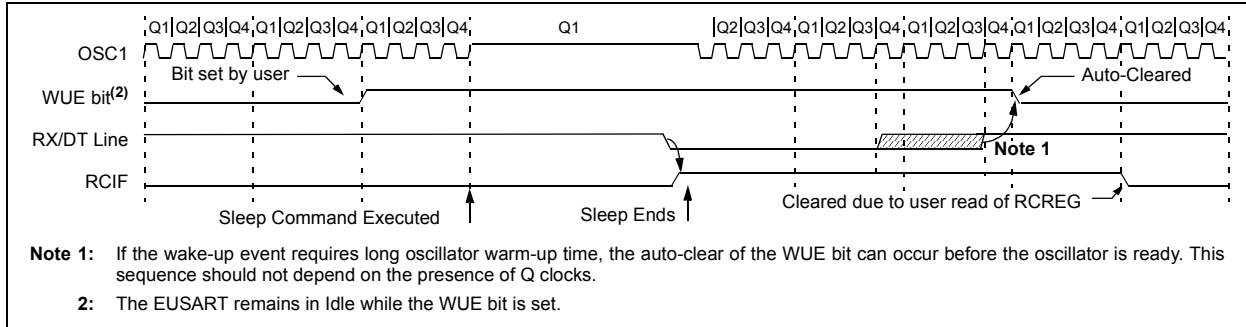 Q1 Q2 Q3 Q4 Q1 Q2 Q3 Q4 Q1 Q2 Q3 Q4 Q1 Q2 Q3 Q4 Q1 Q2 Q3 Q4 Q1 Q2 Q3 Q4 Q1 Q2 Q3 Q4 Q1 Q2 Q3 Q4
OSC1
Bit set by user
Auto-Cleared
WUE bit(2)
RX/DT Line
Note 1
RCIF
Cleared due to user read of RCREG
Sleep Command Executed
Sleep Ends
Note 1: If the wake-up event requires long oscillator warm-up time, the auto-clear of the WUE bit can occur before the oscillator is ready. This
sequence should not depend on the presence of Q clocks.
2: The EUSART remains in Idle while the WUE bit is set.